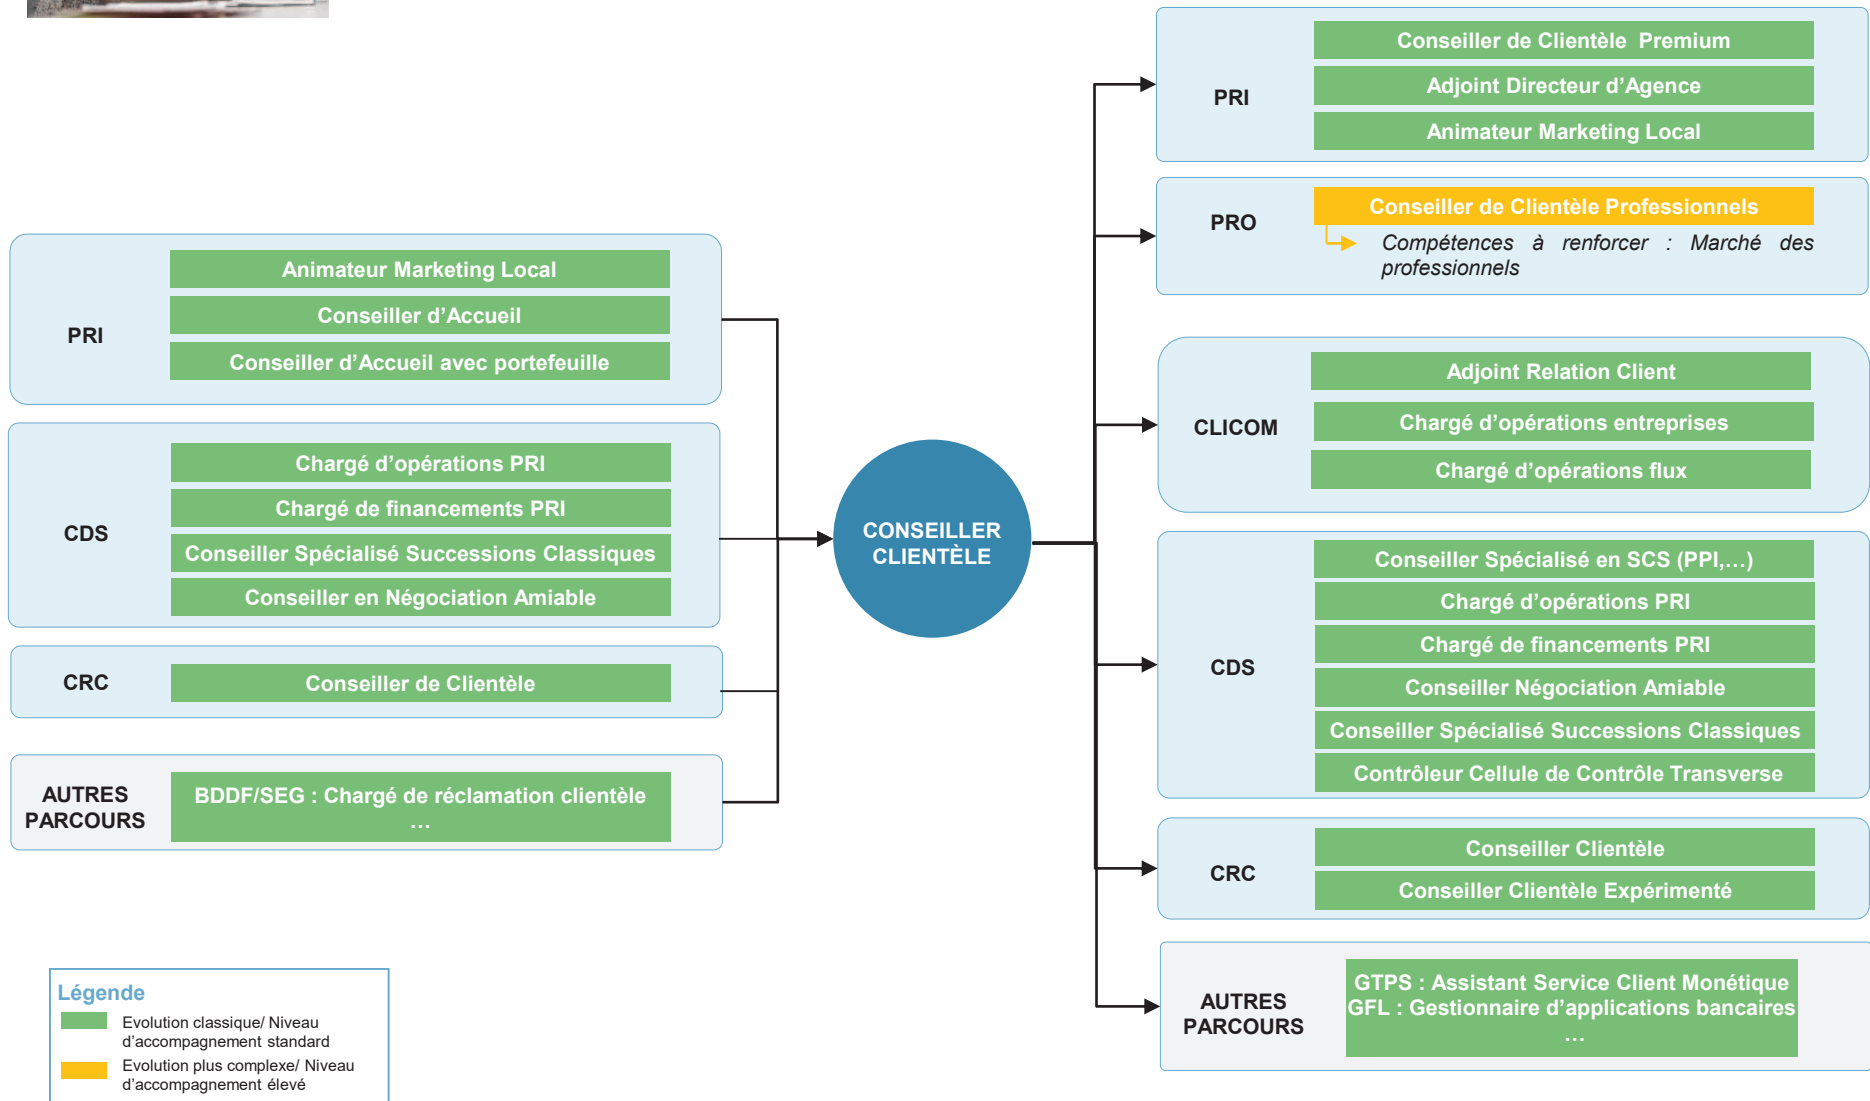 PRI
Animateur Marketing Local
Conseiller d’Accueil
Conseiller d’Accueil avec portefeuille
CDS
Chargé d’opérations PRI
Chargé de financements PRI
Conseiller Spécialisé Successions Classiques
Conseiller en Négociation Amiable
CRC
Conseiller de Clientèle
AUTRES
PARCOURS
BDDF/SEG : Chargé de réclamation clientèle
…
CONSEILLER
CLIENTÈLE
PRI
Conseiller de Clientèle Premium
Adjoint Directeur d’Agence
Animateur Marketing Local
PRO
Conseiller de Clientèle Professionnels
Compétences à renforcer : Marché des
professionnels
CLICOM
Adjoint Relation Client
Chargé d’opérations entreprises
Chargé d’opérations flux
CDS
Conseiller Spécialisé en SCS (PPI,…)
Chargé d’opérations PRI
Chargé de financements PRI
Conseiller Négociation Amiable
Conseiller Spécialisé Successions Classiques
Contrôleur Cellule de Contrôle Transverse
CRC
Conseiller Clientèle
Conseiller Clientèle Expérimenté
AUTRES
PARCOURS
GTPS : Assistant Service Client Monétique
GFL : Gestionnaire d’applications bancaires
…
Légende
Evolution classique/ Niveau
d’accompagnement standard
Evolution plus complexe/ Niveau
d’accompagnement élevé